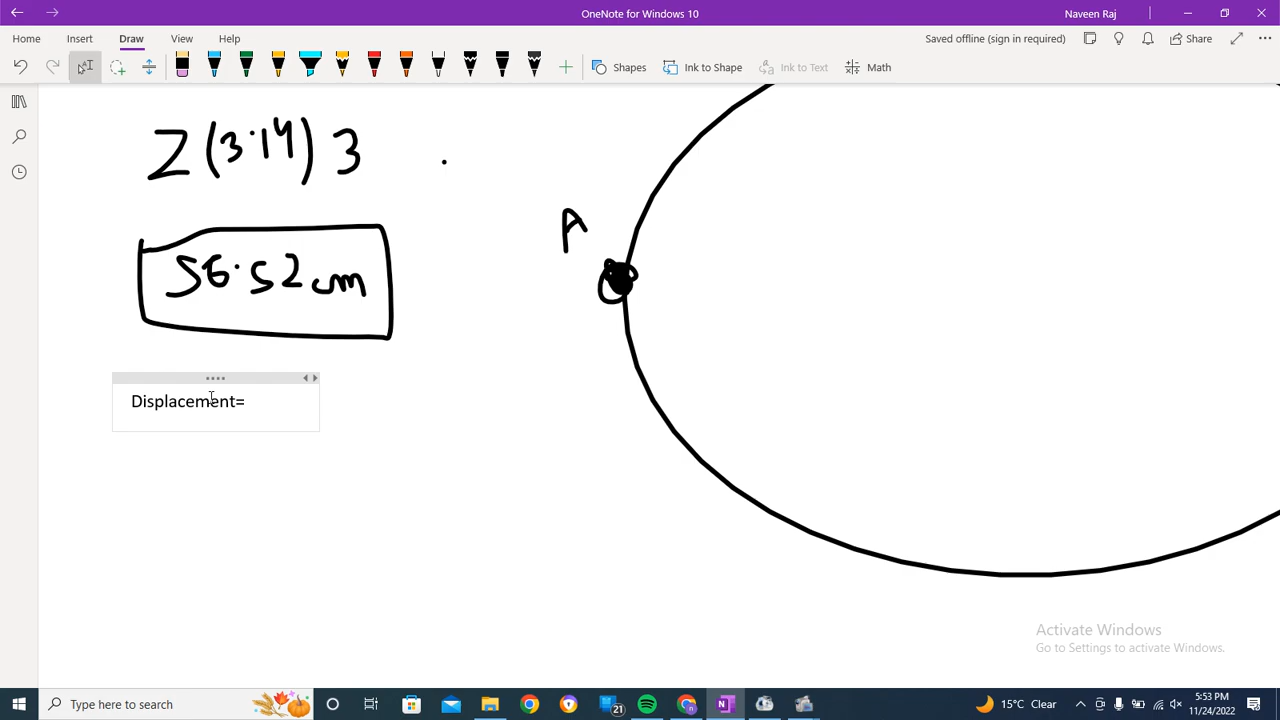 OneNote for Windows 10
Naveen Raj
Home Insert Draw View Help
Saved offline (sign in required)
Share
Shapes
Ink to Shape
Ink to Text
Math
2(3.14)3
A
56.52cm
Displacement=
Activate Windows
Go to Settings to activate Windows.
Type here to search
21
15°C Clear
5:53 PM
11/24/2022